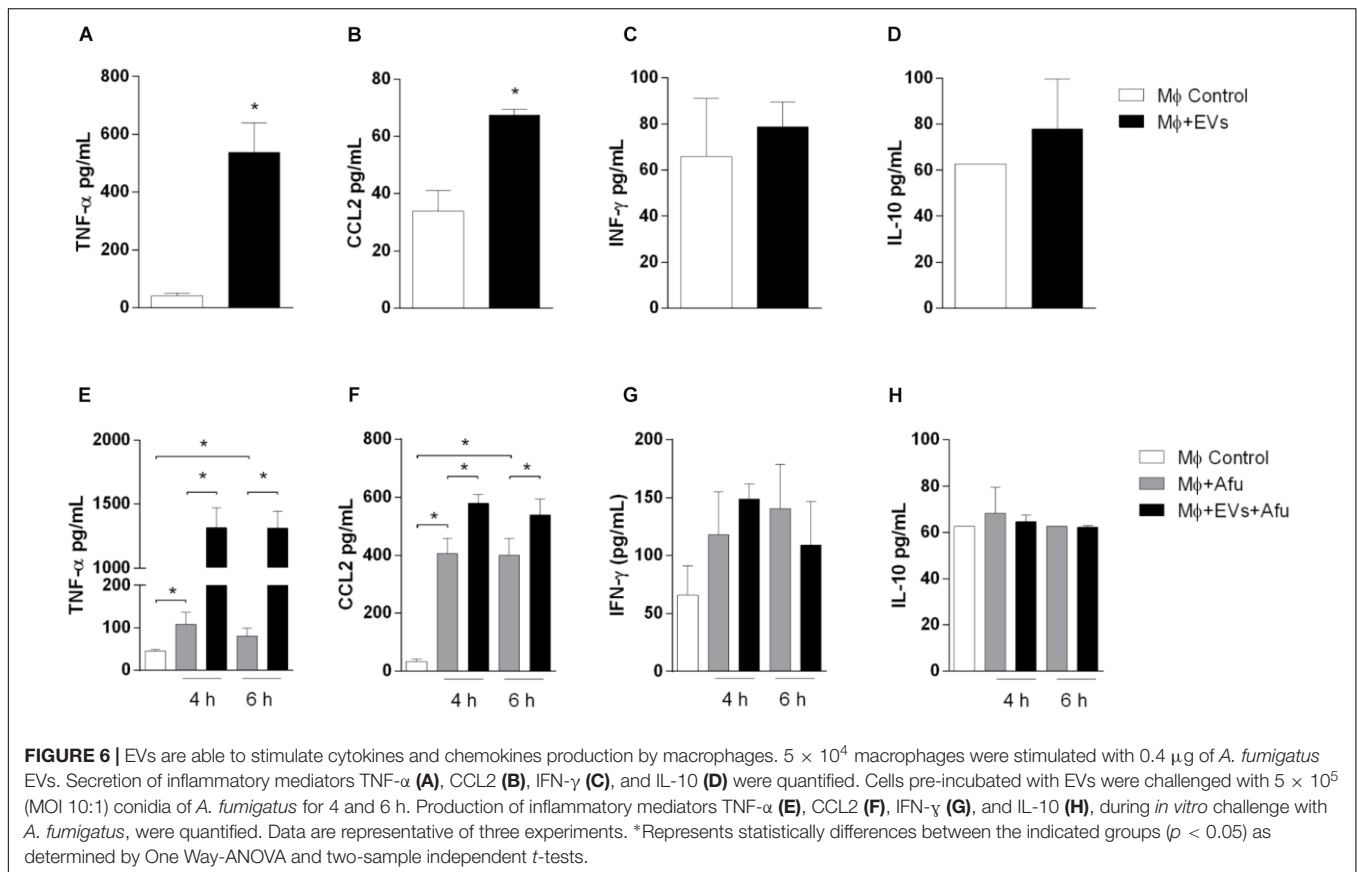 A
B
C
D
800
600
400
200
0
TNF-α pg/mL
*
80
60
40
20
0
CCL2 pg/mL
*
100
80
60
40
20
0
INF-γ pg/mL
100
80
60
40
20
0
IL-10 pg/mL
Mϕ Control
Mϕ+EVs
E
F
G
H
2000
1500
1000
200
100
0
TNF-α pg/mL
*
*
*
*
4 h
6 h
800
600
400
200
0
CCL2 pg/mL
*
*
*
*
4 h
6 h
200
150
100
50
0
IFN-γ (pg/mL)
4 h
6 h
100
80
60
40
20
0
IL-10 pg/mL
4 h
6 h
Mϕ Control
Mϕ+Afu
Mϕ+EVs+Afu
FIGURE 6 | EVs are able to stimulate cytokines and chemokines production by macrophages. 5 × 10⁴ macrophages were stimulated with 0.4 μg of A. fumigatus
EVs. Secretion of inflammatory mediators TNF-α (A), CCL2 (B), IFN-γ (C), and IL-10 (D) were quantified. Cells pre-incubated with EVs were challenged with 5 × 10⁵
(MOI 10:1) conidia of A. fumigatus for 4 and 6 h. Production of inflammatory mediators TNF-α (E), CCL2 (F), IFN-ɣ (G), and IL-10 (H), during in vitro challenge with
A. fumigatus, were quantified. Data are representative of three experiments. *Represents statistically differences between the indicated groups (p < 0.05) as
determined by One Way-ANOVA and two-sample independent t-tests.